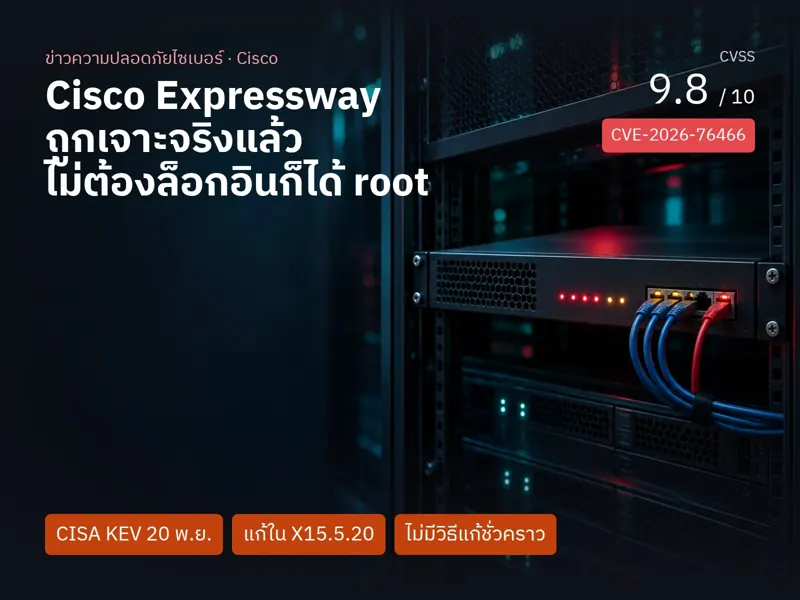 ข่าวความปลอดภัยไซเบอร์ · Cisco
Cisco Expressway
ถูกเจาะจริงแล้ว
ไม่ต้องล็อกอินก็ได้ root
CVSS
9.8 / 10
CVE-2026-76466
CISA KEV 20 พ.ย.
แก้ใน X15.5.20
ไม่มีวิธีแก้ชั่วคราว